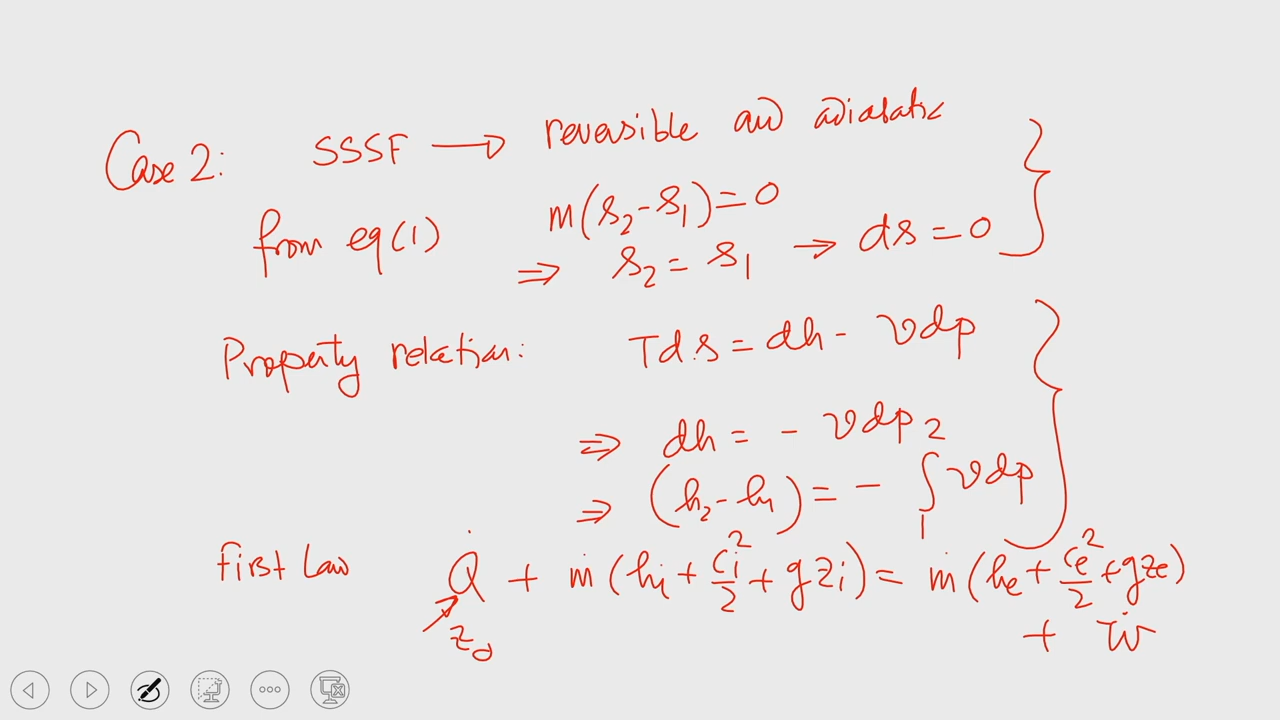 Case 2: SSSF → reversible and adiabatic
from eq(1) m(s₂-s₁)=0
⇒ s₂ = s₁ → ds=0
Property relation: Tds = dh - vdp
⇒ dh = - vdp
⇒ (h₂-h₁) = - ∫₁² vdp
First Law Q̇ + ṁ(hi + Ci²/2 + gzi) = ṁ(he + Ce²/2 + gze)
+ Ẇ